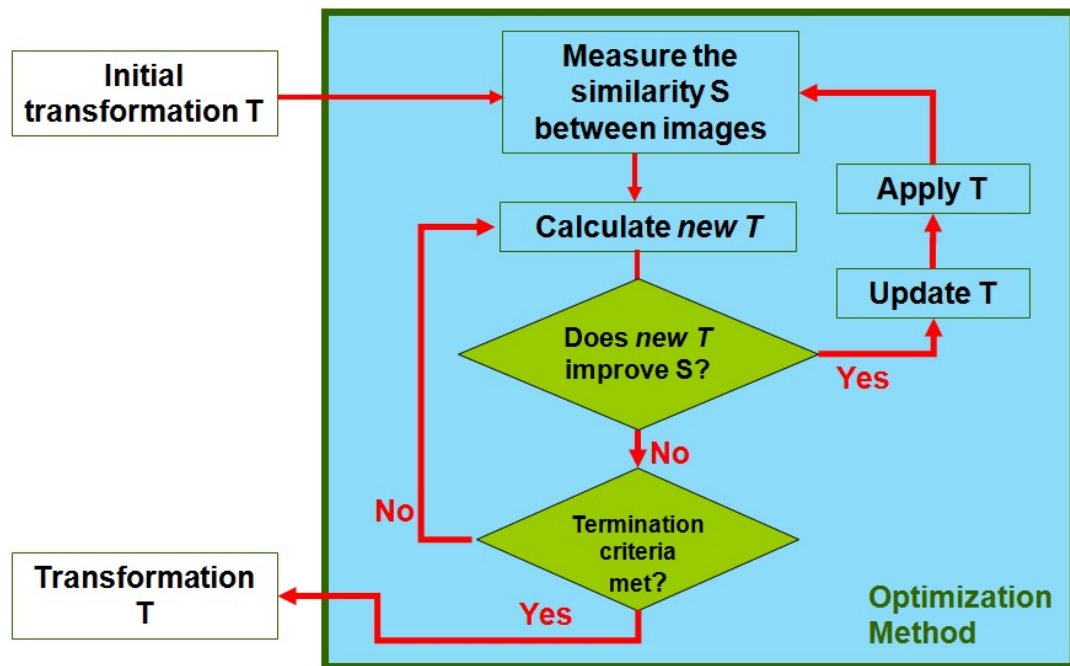 Initial
transformation T
Measure the
similarity S
between images
Apply T
Calculate new T
Update T
Does new T
improve S?
Yes
No
No
Termination
criteria
met?
Transformation
T
Yes
Optimization
Method